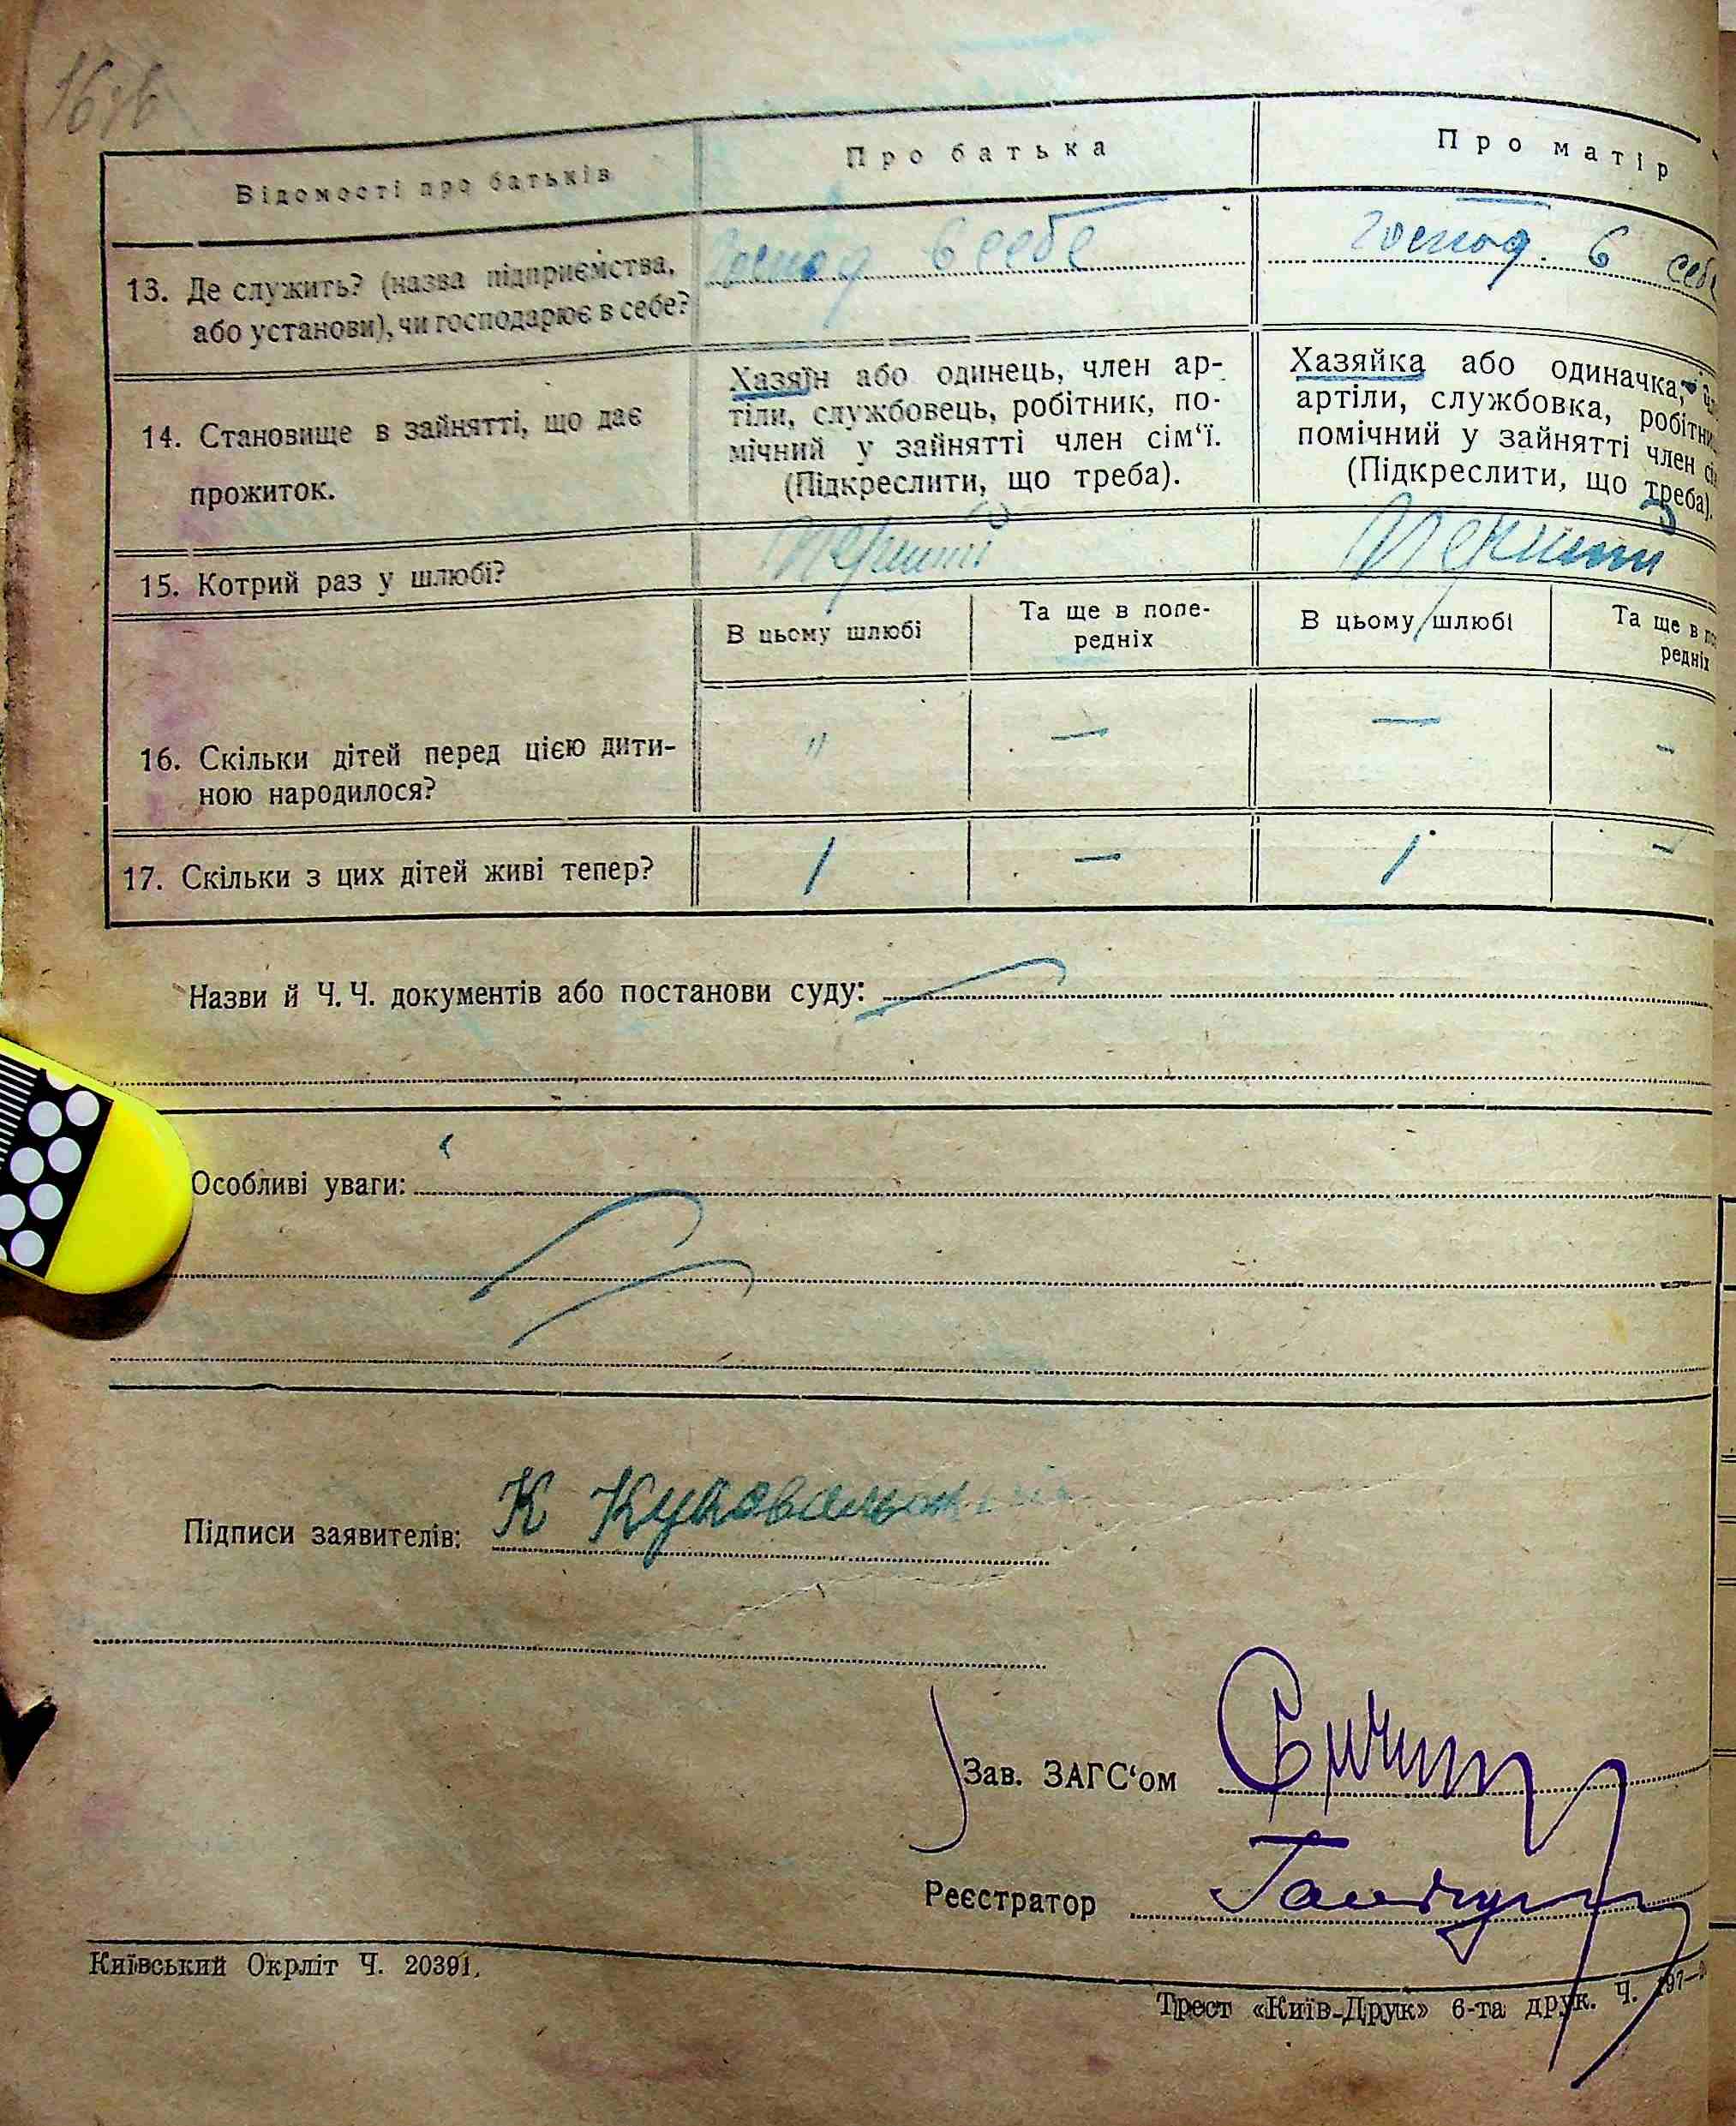 Відомості про батьків
Про батька
Про матір
13. Де служить? (назва підприємства, або установи), чи господарює в себе?
Господ в себе
господ. в себе
14. Становище в зайнятті, що дає прожиток.
Хазяїн або одинець, член ар-
тіли, службовець, робітник, по-
мічний у зайнятті член сім‘ї.
(Підкреслити, що треба).
Хазяйка або одиначка,
артіли, службовка,
помічний у зайнятті член
(Підкреслити, що треба).
15. Котрий раз у шлюбі?
Перший
Перший
В цьому шлюбі
Та ще в попе-
редніх
В цьому шлюбі
Та ще в
16. Скільки дітей перед цією дити-
ною народилося?
" — — -
17. Скільки з цих дітей живі тепер?
1 — 1 -
Назви й Ч. Ч. документів або постанови суду:
Особливі уваги:
Підписи заявителів: К
Зав. ЗАГС‘ом
Реєстратор
Київський Окрліт Ч. 20391.
Трест «Київ-Друк» 6-та друк. Ч.